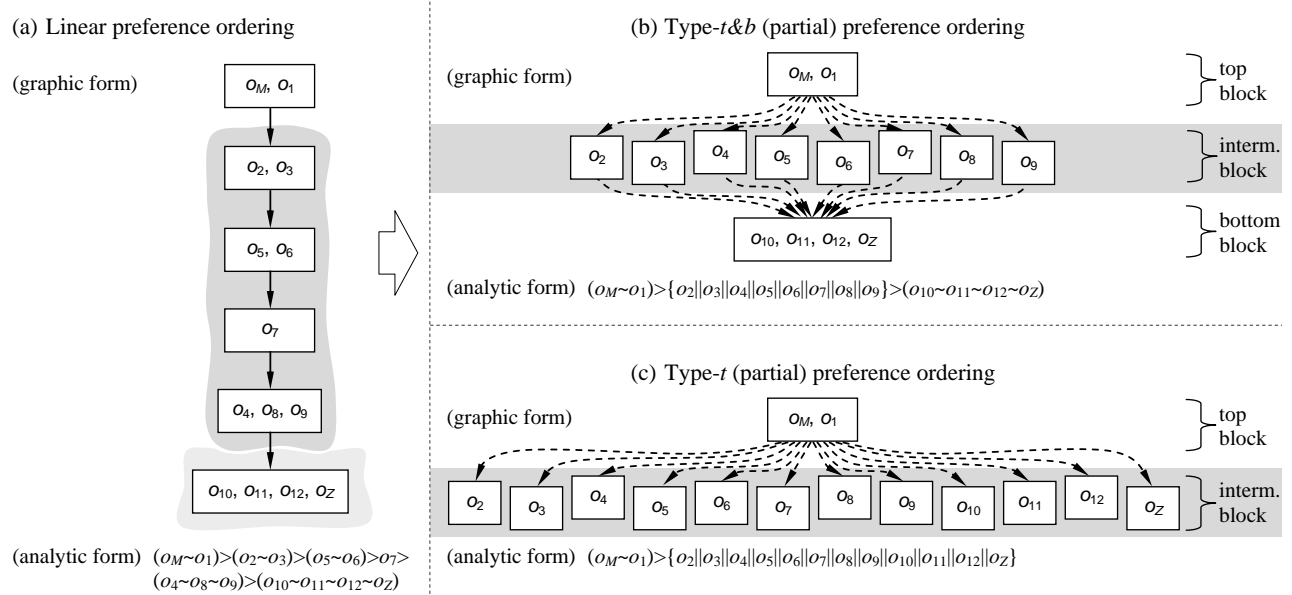 (a) Linear preference ordering
(graphic form)
o_M, o_1
o_2, o_3
o_5, o_6
o_7
o_4, o_8, o_9
o_10, o_11, o_12, o_Z
(analytic form) (o_M~o_1)>(o_2~o_3)>(o_5~o_6)>o_7>
(o_4~o_8~o_9)>(o_10~o_11~o_12~o_Z)
(b) Type-t&b (partial) preference ordering
(graphic form)
o_M, o_1
top
block
o_2 o_3 o_4 o_5 o_6 o_7 o_8 o_9
interm.
block
o_10, o_11, o_12, o_Z
bottom
block
(analytic form) (o_M~o_1)>{o_2||o_3||o_4||o_5||o_6||o_7||o_8||o_9}>(o_10~o_11~o_12~o_Z)
(c) Type-t (partial) preference ordering
(graphic form)
o_M, o_1
top
block
o_2 o_3 o_4 o_5 o_6 o_7 o_8 o_9 o_10 o_11 o_12 o_Z
interm.
block
(analytic form) (o_M~o_1)>{o_2||o_3||o_4||o_5||o_6||o_7||o_8||o_9||o_10||o_11||o_12||o_Z}